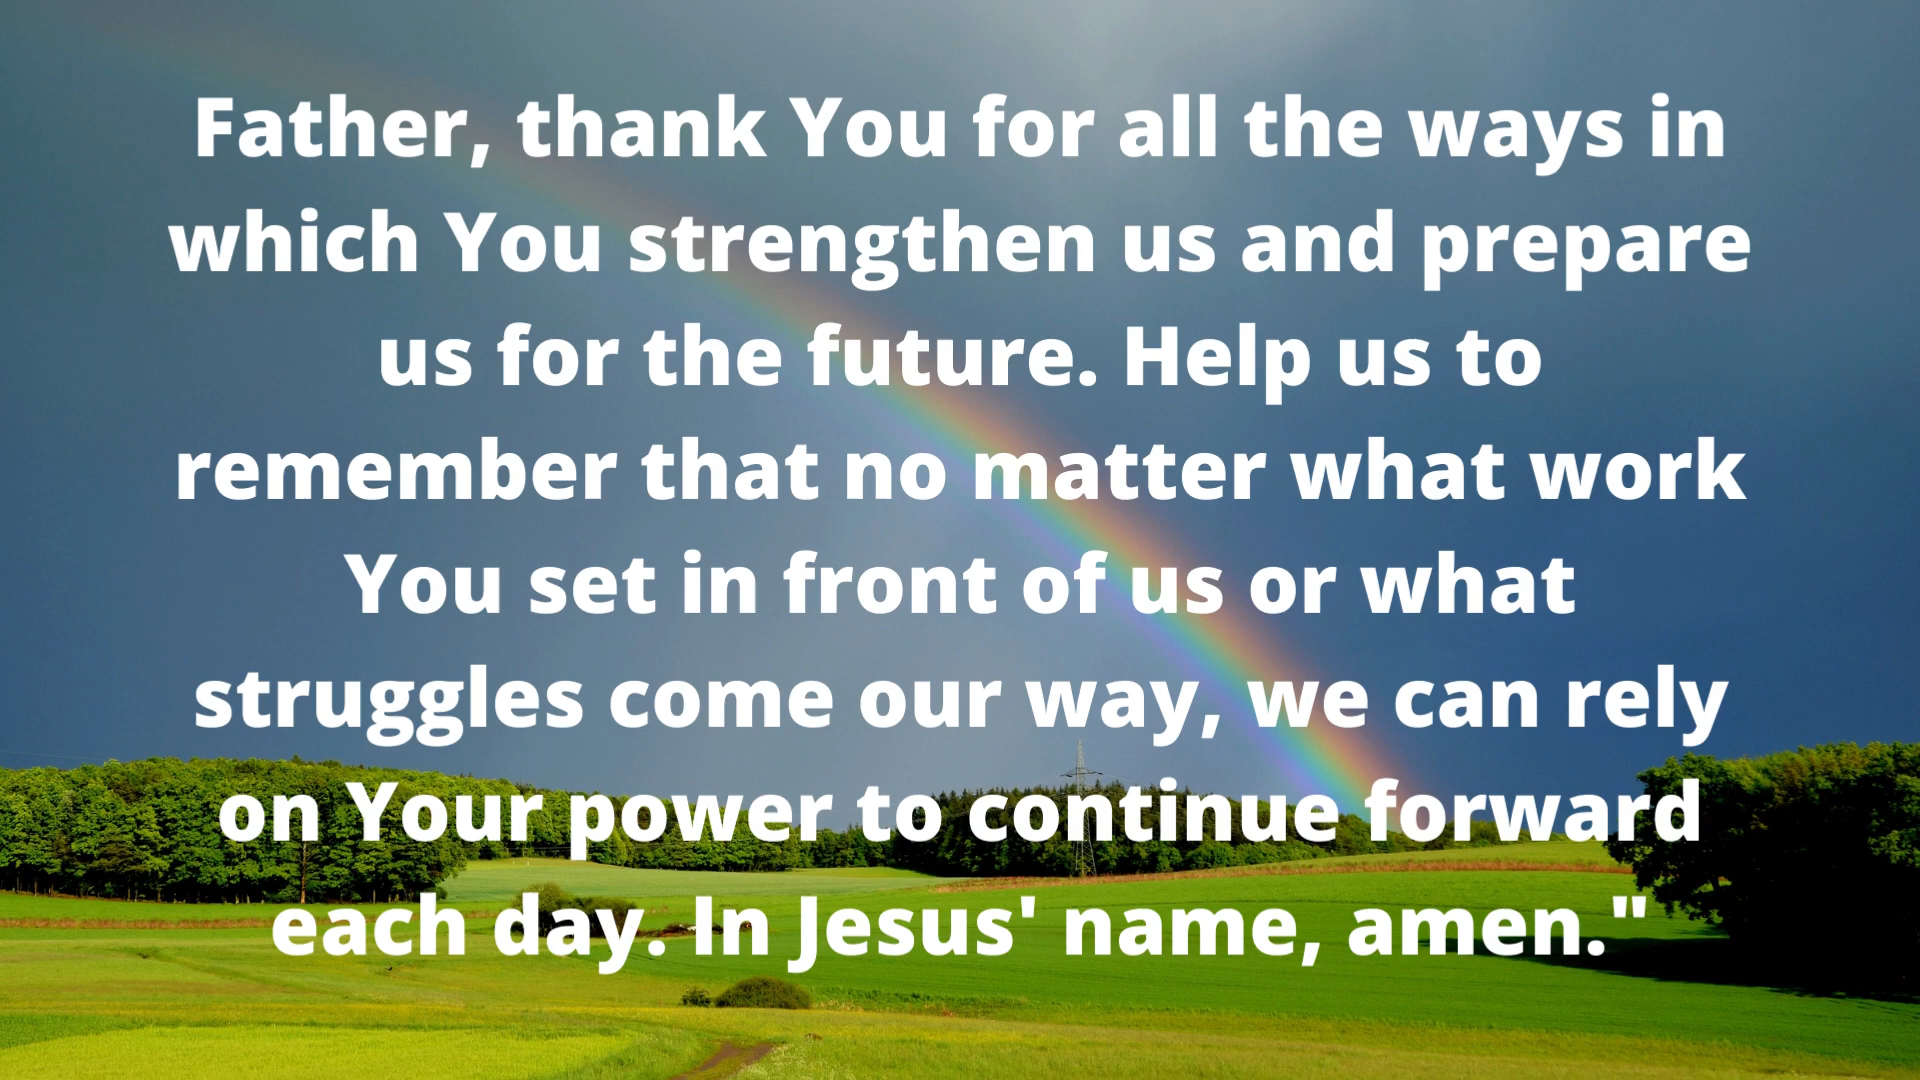 Father, thank You for all the ways in
which You strengthen us and prepare
us for the future. Help us to
remember that no matter what work
You set in front of us or what
struggles come our way, we can rely
on Your power to continue forward
each day. In Jesus' name, amen."